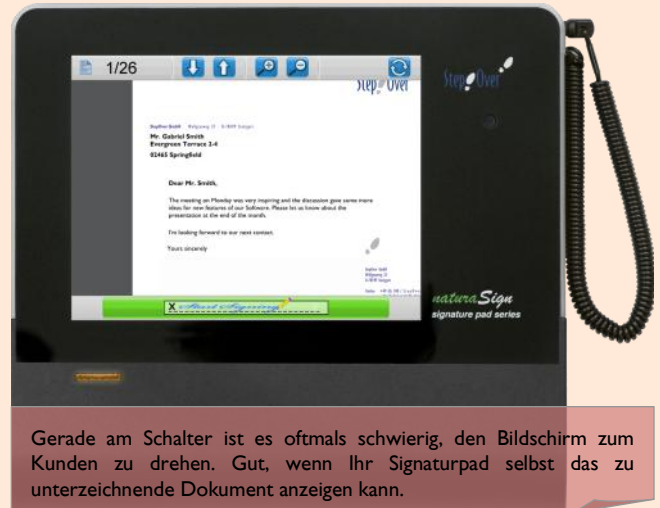 1/26
Step Over
Step Over
StepOver GmbH
Mr. Gabriel Smith
Evergreen Terrace 2-4
02465 Springfield
Dear Mr. Smith,
The meeting on Monday was very inspiring and the discussion gave some more
ideas for new features of our Software. Please let us know about the
presentation at the end of the month.
I'm looking forward to our next contact.
Yours sincerely
X Start Signing
naturaSign
signature pad series
Gerade am Schalter ist es oftmals schwierig, den Bildschirm zum
Kunden zu drehen. Gut, wenn Ihr Signaturpad selbst das zu
unterzeichnende Dokument anzeigen kann.